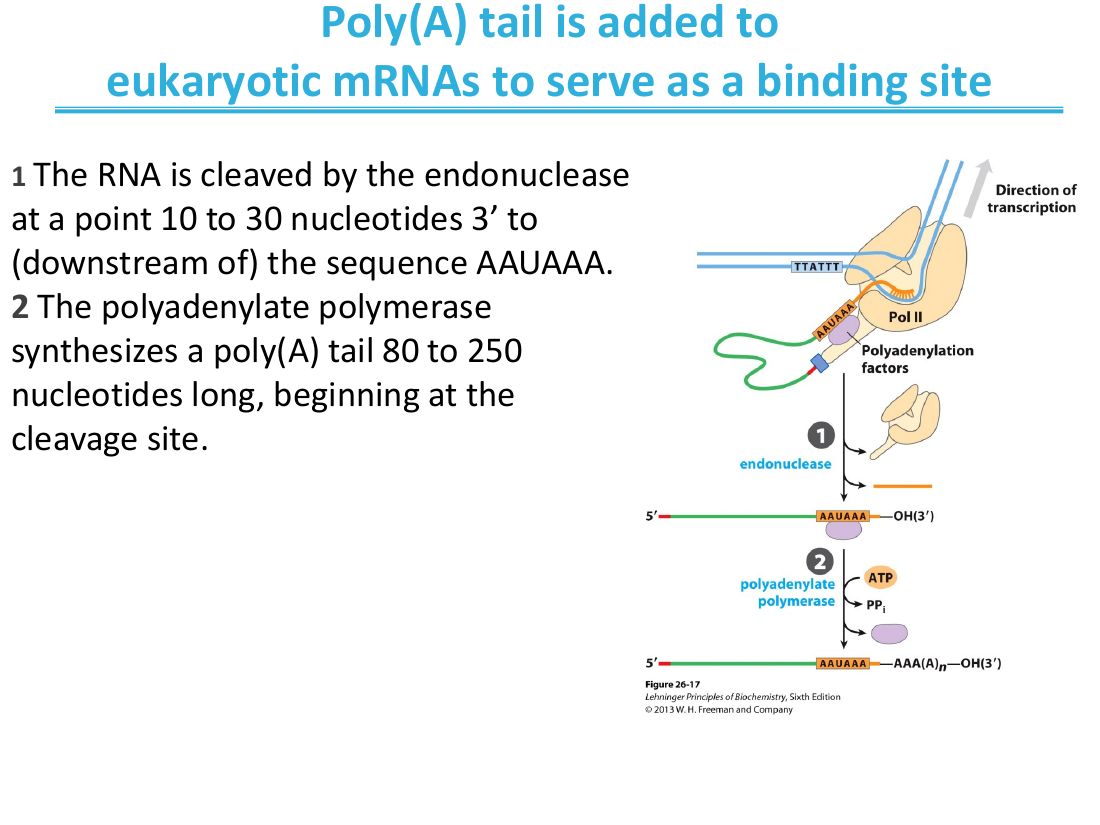 Poly(A) tail is added to
eukaryotic mRNAs to serve as a binding site
1 The RNA is cleaved by the endonuclease
at a point 10 to 30 nucleotides 3’ to
(downstream of) the sequence AAUAAA.
2 The polyadenylate polymerase
synthesizes a poly(A) tail 80 to 250
nucleotides long, beginning at the
cleavage site.
Direction of
transcription
TTATTT
AAUAAA
Pol II
Polyadenylation
factors
1
endonuclease
5′
AAUAAA
OH(3′)
2
polyadenylate
polymerase
ATP
PPi
5′
AAUAAA
AAA(A)n—OH(3′)
Figure 26-17
Lehninger Principles of Biochemistry, Sixth Edition
© 2013 W. H. Freeman and Company